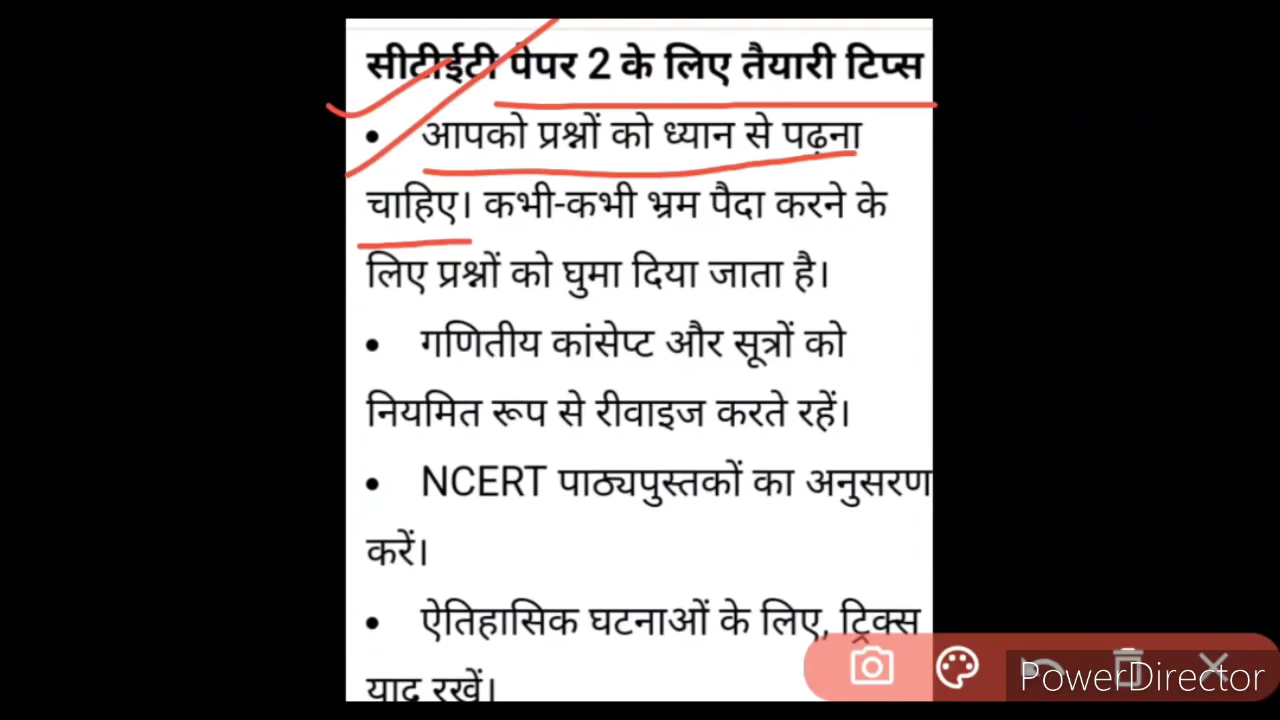 सीटीईटी पेपर 2 के लिए तैयारी टिप्स
• आपको प्रश्नों को ध्यान से पढ़ना
चाहिए। कभी-कभी भ्रम पैदा करने के
लिए प्रश्नों को घुमा दिया जाता है।
• गणितीय कांसेप्ट और सूत्रों को
नियमित रूप से रीवाइज करते रहें।
• NCERT पाठ्यपुस्तकों का अनुसरण
करें।
• ऐतिहासिक घटनाओं के लिए, ट्रिक्स
याद रखें।
PowerDirector